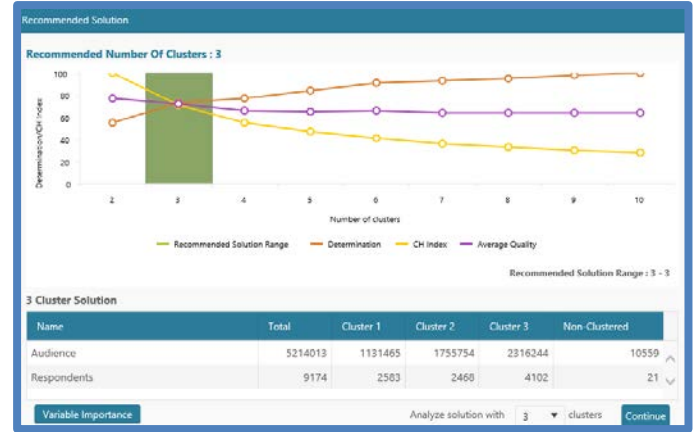 Recommended Solution
Recommended Number Of Clusters : 3
Determination/CH Index
100
80
60
40
20
0
2 3 4 5 6 7 8 9 10
Number of clusters
Recommended Solution Range Determination CH Index Average Quality
Recommended Solution Range : 3 - 3
3 Cluster Solution
Name Total Cluster 1 Cluster 2 Cluster 3 Non-Clustered
Audience 5214013 1131465 1755754 2316244 10559
Respondents 9174 2583 2468 4102 21
Variable Importance Analyze solution with 3 clusters Continue